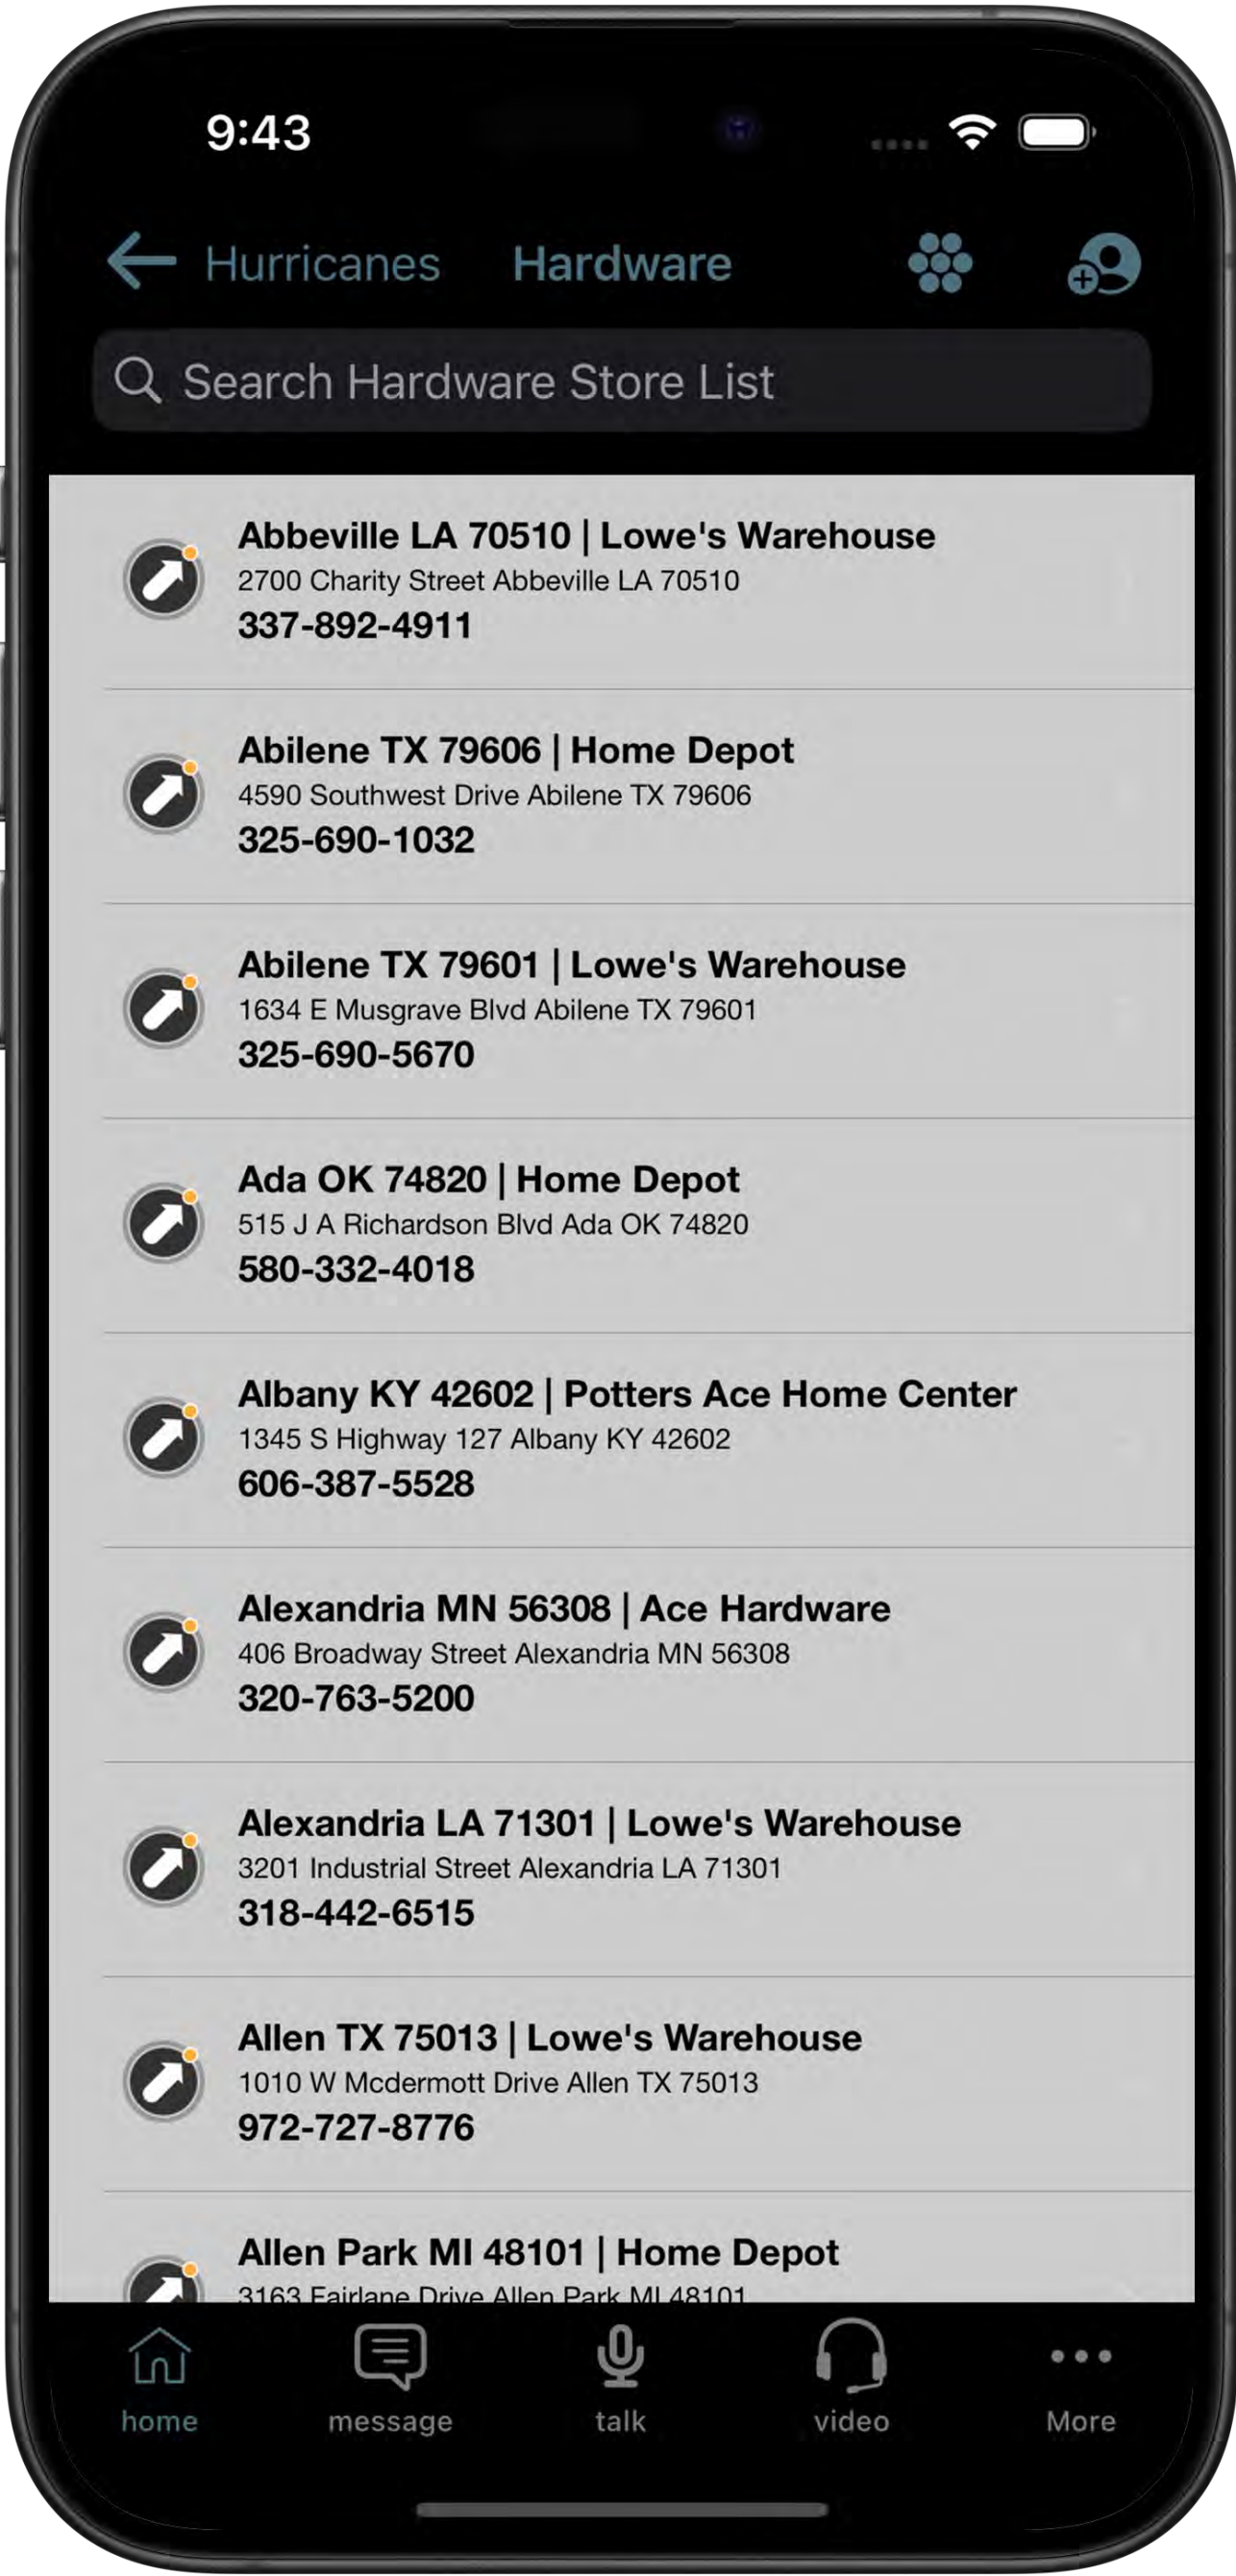 9:43
Hurricanes Hardware
Search Hardware Store List
Abbeville LA 70510 | Lowe's Warehouse
2700 Charity Street Abbeville LA 70510
337-892-4911
Abilene TX 79606 | Home Depot
4590 Southwest Drive Abilene TX 79606
325-690-1032
Abilene TX 79601 | Lowe's Warehouse
1634 E Musgrave Blvd Abilene TX 79601
325-690-5670
Ada OK 74820 | Home Depot
515 J A Richardson Blvd Ada OK 74820
580-332-4018
Albany KY 42602 | Potters Ace Home Center
1345 S Highway 127 Albany KY 42602
606-387-5528
Alexandria MN 56308 | Ace Hardware
406 Broadway Street Alexandria MN 56308
320-763-5200
Alexandria LA 71301 | Lowe's Warehouse
3201 Industrial Street Alexandria LA 71301
318-442-6515
Allen TX 75013 | Lowe's Warehouse
1010 W Mcdermott Drive Allen TX 75013
972-727-8776
Allen Park MI 48101 | Home Depot
3163 Fairlane Drive Allen Park MI 48101
home message talk video More